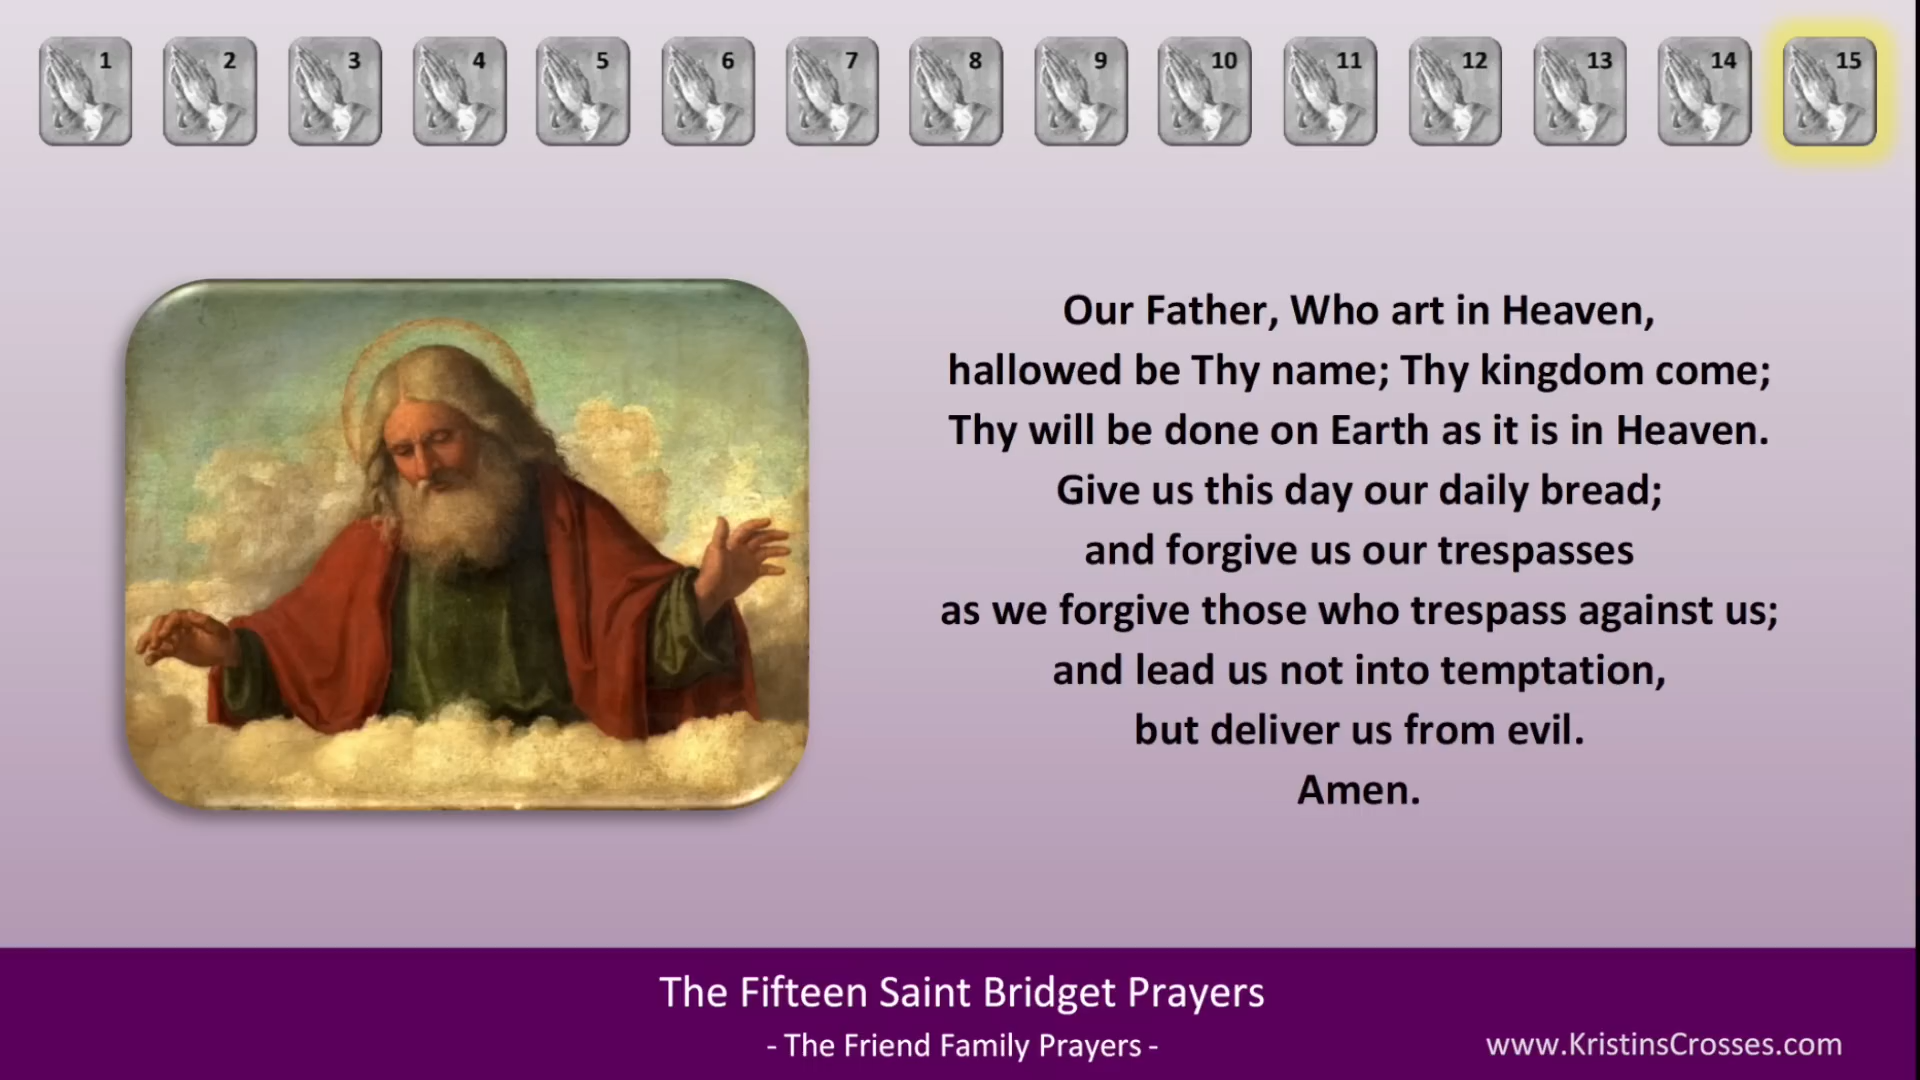 1 2 3 4 5 6 7 8 9 10 11 12 13 14 15
Our Father, Who art in Heaven,
hallowed be Thy name; Thy kingdom come;
Thy will be done on Earth as it is in Heaven.
Give us this day our daily bread;
and forgive us our trespasses
as we forgive those who trespass against us;
and lead us not into temptation,
but deliver us from evil.
Amen.
The Fifteen Saint Bridget Prayers
- The Friend Family Prayers -
www.KristinsCrosses.com